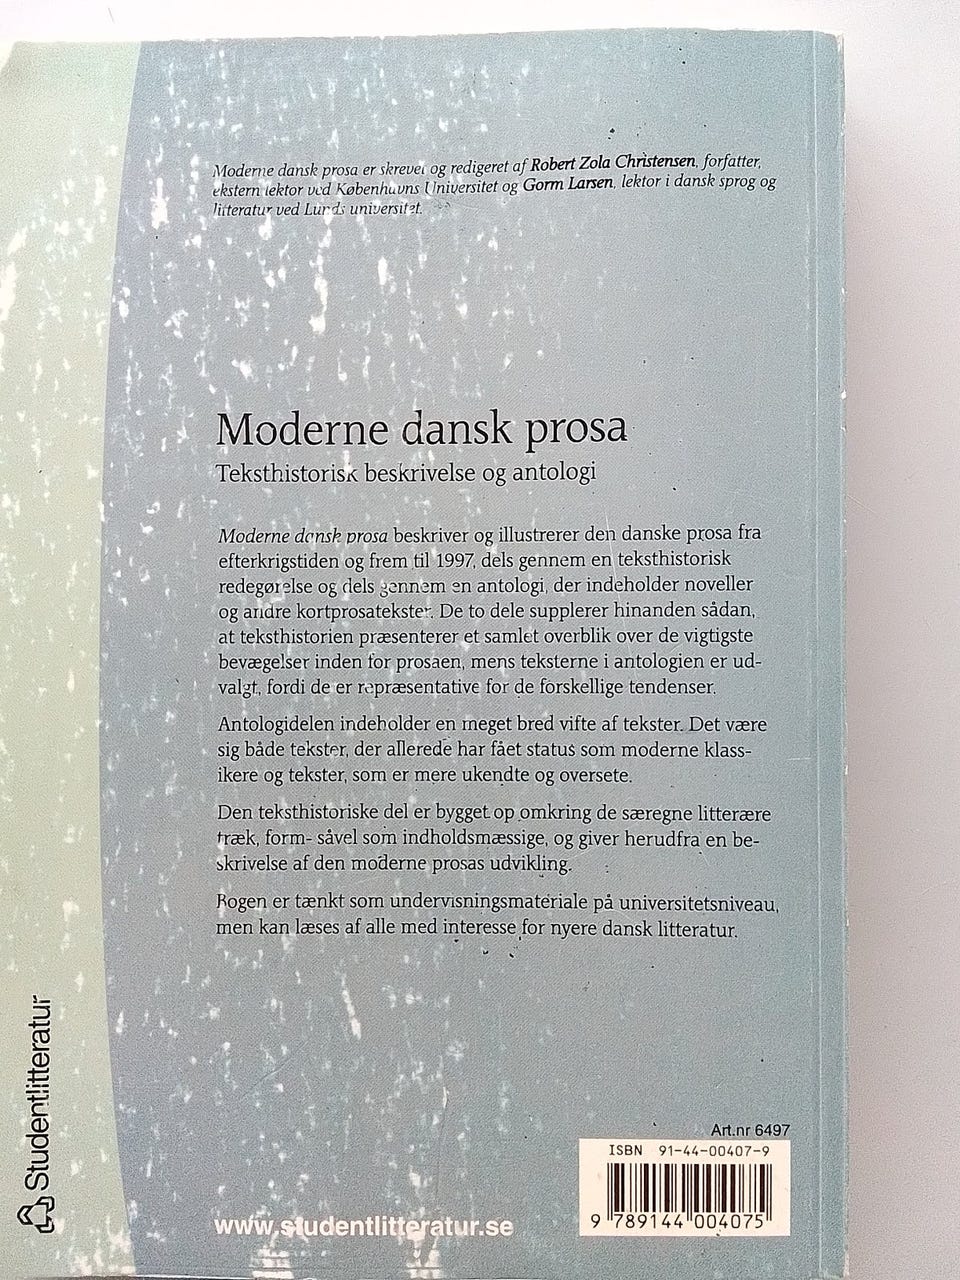 Moderne dansk prosa er skrevet og redigeret af Robert Zola Christensen, forfatter,
ekstern lektor ved Københavns Universitet og Gorm Larsen, lektor i dansk sprog og
litteratur ved Lunds universitet.
Moderne dansk prosa
Teksthistorisk beskrivelse og antologi
Moderne dansk prosa beskriver og illustrerer den danske prosa fra
efterkrigstiden og frem til 1997, dels gennem en teksthistorisk
redegørelse og dels gennem en antologi, der indeholder noveller
og andre kortprosatekster. De to dele supplerer hinanden sådan,
at teksthistorien præsenterer et samlet overblik over de vigtigste
bevægelser inden for prosaen, mens teksterne i antologien er ud-
valgt, fordi de er repræsentative for de forskellige tendenser.
Antologidelen indeholder en meget bred vifte af tekster. Det være
sig både tekster, der allerede har fået status som moderne klass-
ikere og tekster, som er mere ukendte og oversete.
Den teksthistoriske del er bygget op omkring de særegne litterære
træk, form- såvel som indholdsmæssige, og giver herudfra en be-
skrivelse af den moderne prosas udvikling.
Bogen er tænkt som undervisningsmateriale på universitetsniveau,
men kan læses af alle med interesse for nyere dansk litteratur.
Studentlitteratur
Art.nr 6497
ISBN 91-44-00407-9
9 789144 004075
www.studentlitteratur.se